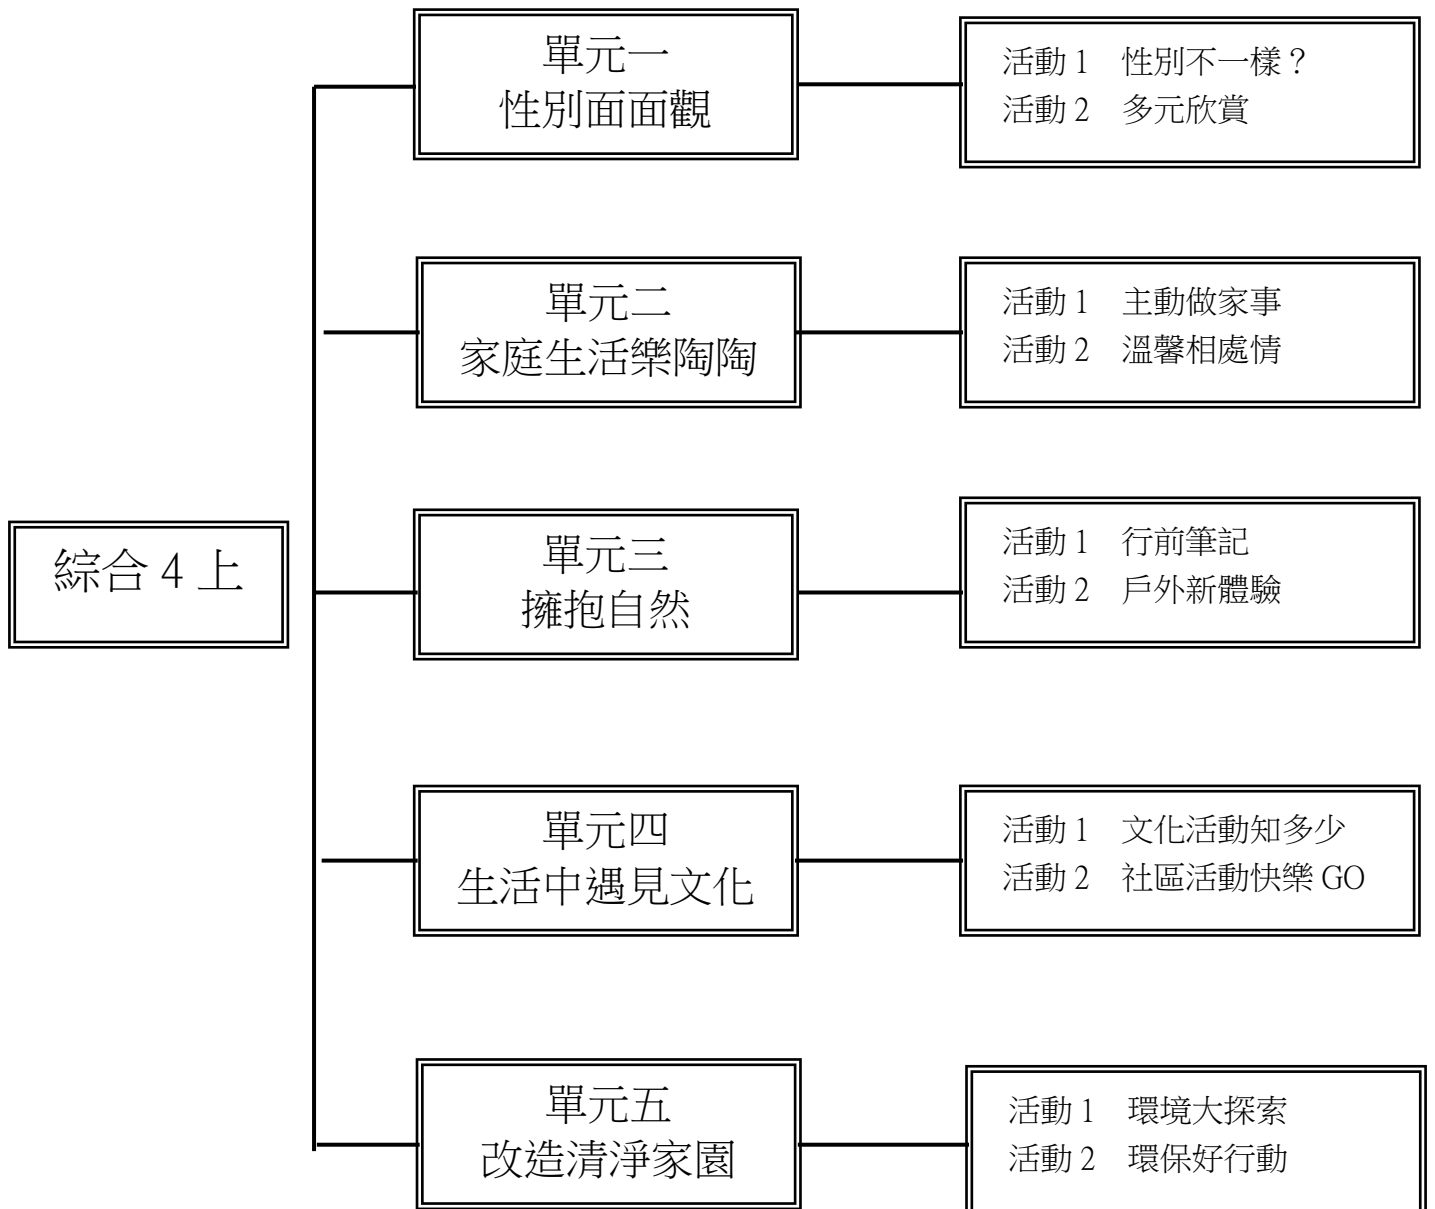 單元一
性別面面觀
活動 1　性別不一樣？
活動 2　多元欣賞
單元二
家庭生活樂陶陶
活動 1　主動做家事
活動 2　溫馨相處情
綜合 4 上
單元三
擁抱自然
活動 1　行前筆記
活動 2　戶外新體驗
單元四
生活中遇見文化
活動 1　文化活動知多少
活動 2　社區活動快樂 GO
單元五
改造清淨家園
活動 1　環境大探索
活動 2　環保好行動